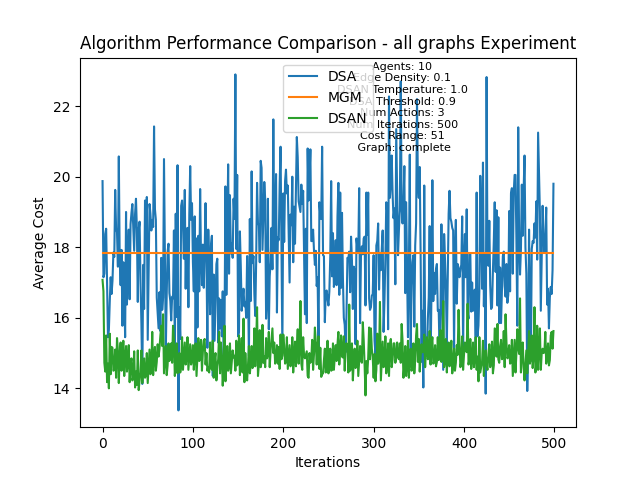 Algorithm Performance Comparison - all graphs Experiment
Average Cost
22
20
18
16
14
DSA
MGM
DSAN
Agents: 10
Edge Density: 0.1
DSAN Temperature: 1.0
DSA Threshold: 0.9
Num Actions: 3
Num Iterations: 500
Cost Range: 51
Graph: complete
0
100
200
300
400
500
Iterations